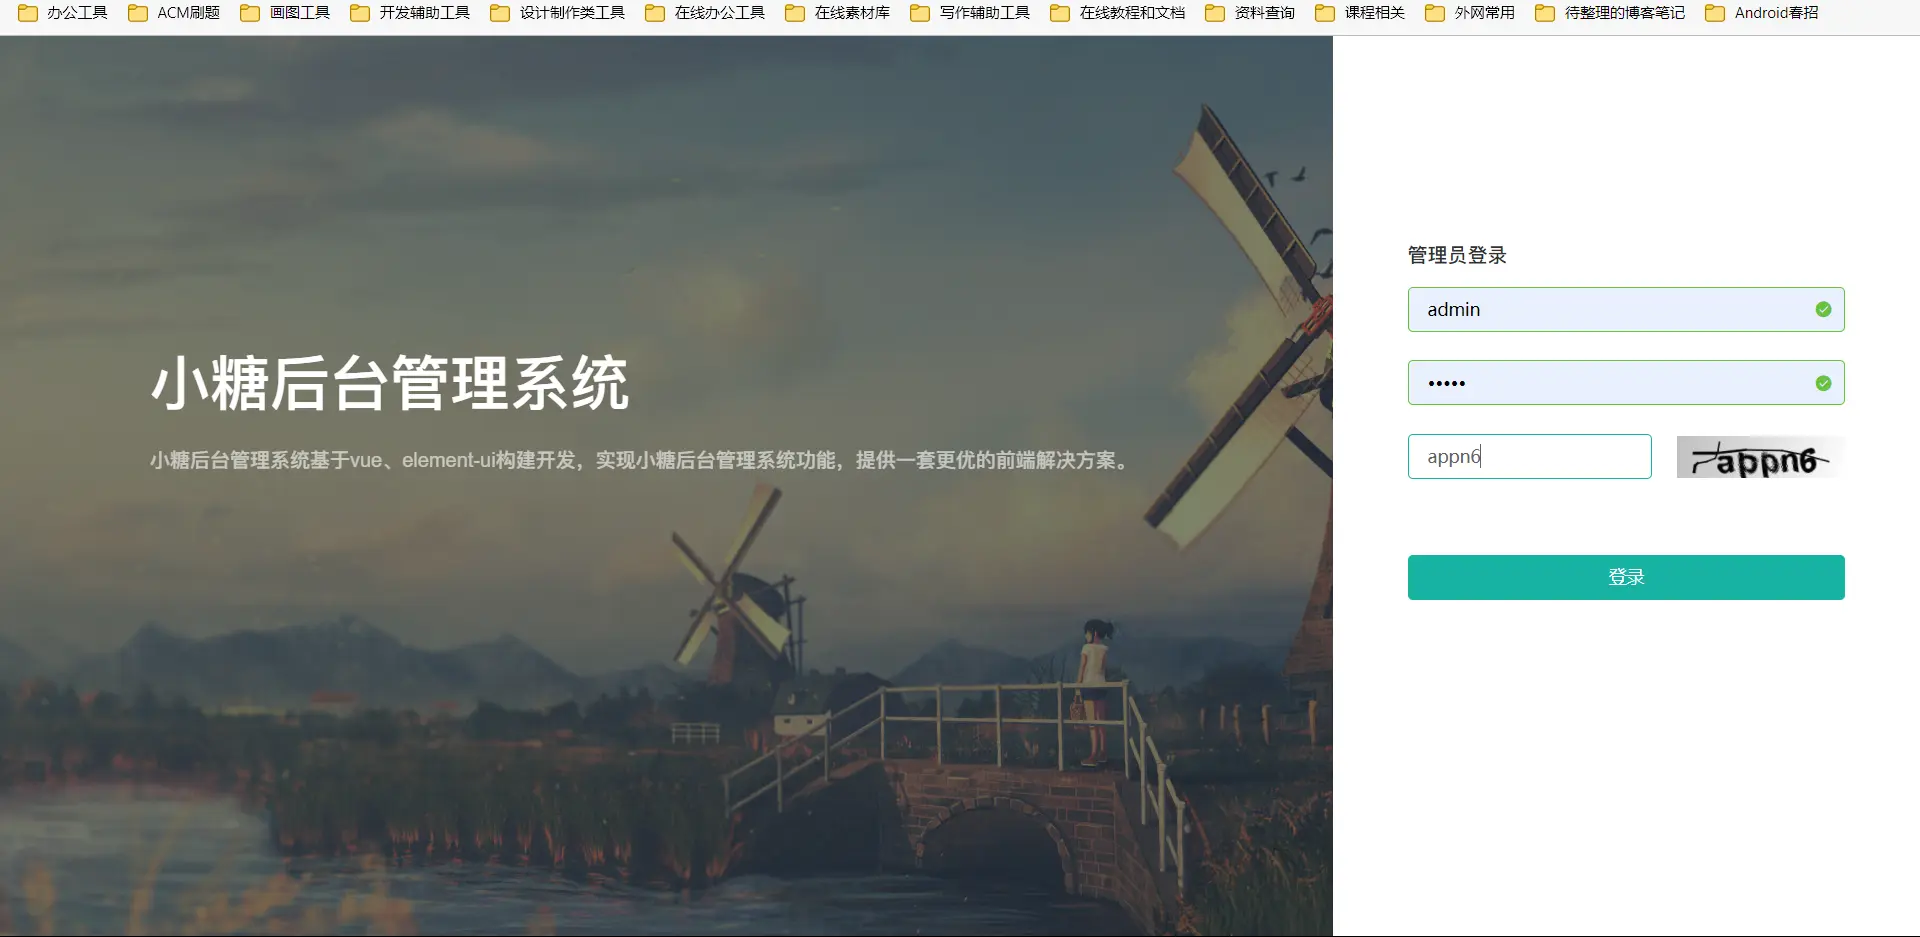 办公工具 ACM刷题 画图工具 开发辅助工具 设计制作类工具 在线办公工具 在线素材库 写作辅助工具 在线教程和文档 资料查询 课程相关 外网常用 待整理的博客笔记 Android春招
小糖后台管理系统
小糖后台管理系统基于vue、element-ui构建开发，实现小糖后台管理系统功能，提供一套更优的前端解决方案。
管理员登录
admin
•••••
appn6
appn6
登录